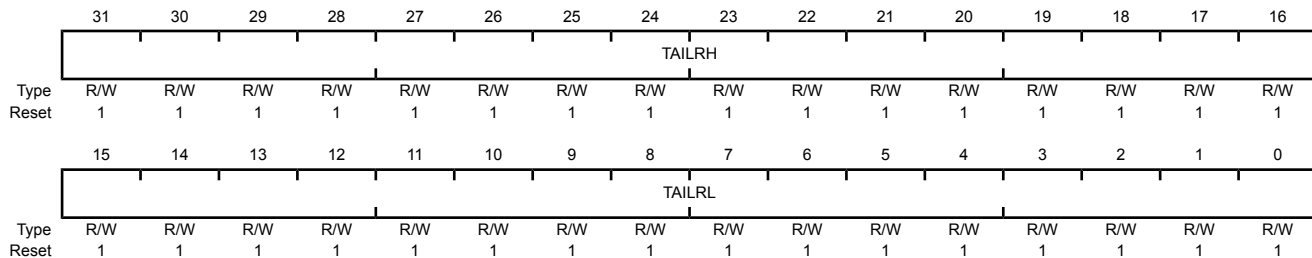 31 30 29 28 27 26 25 24 23 22 21 20 19 18 17 16
TAILRH
Type R/W R/W R/W R/W R/W R/W R/W R/W R/W R/W R/W R/W R/W R/W R/W R/W
Reset 1 1 1 1 1 1 1 1 1 1 1 1 1 1 1 1
15 14 13 12 11 10 9 8 7 6 5 4 3 2 1 0
TAILRL
Type R/W R/W R/W R/W R/W R/W R/W R/W R/W R/W R/W R/W R/W R/W R/W R/W
Reset 1 1 1 1 1 1 1 1 1 1 1 1 1 1 1 1